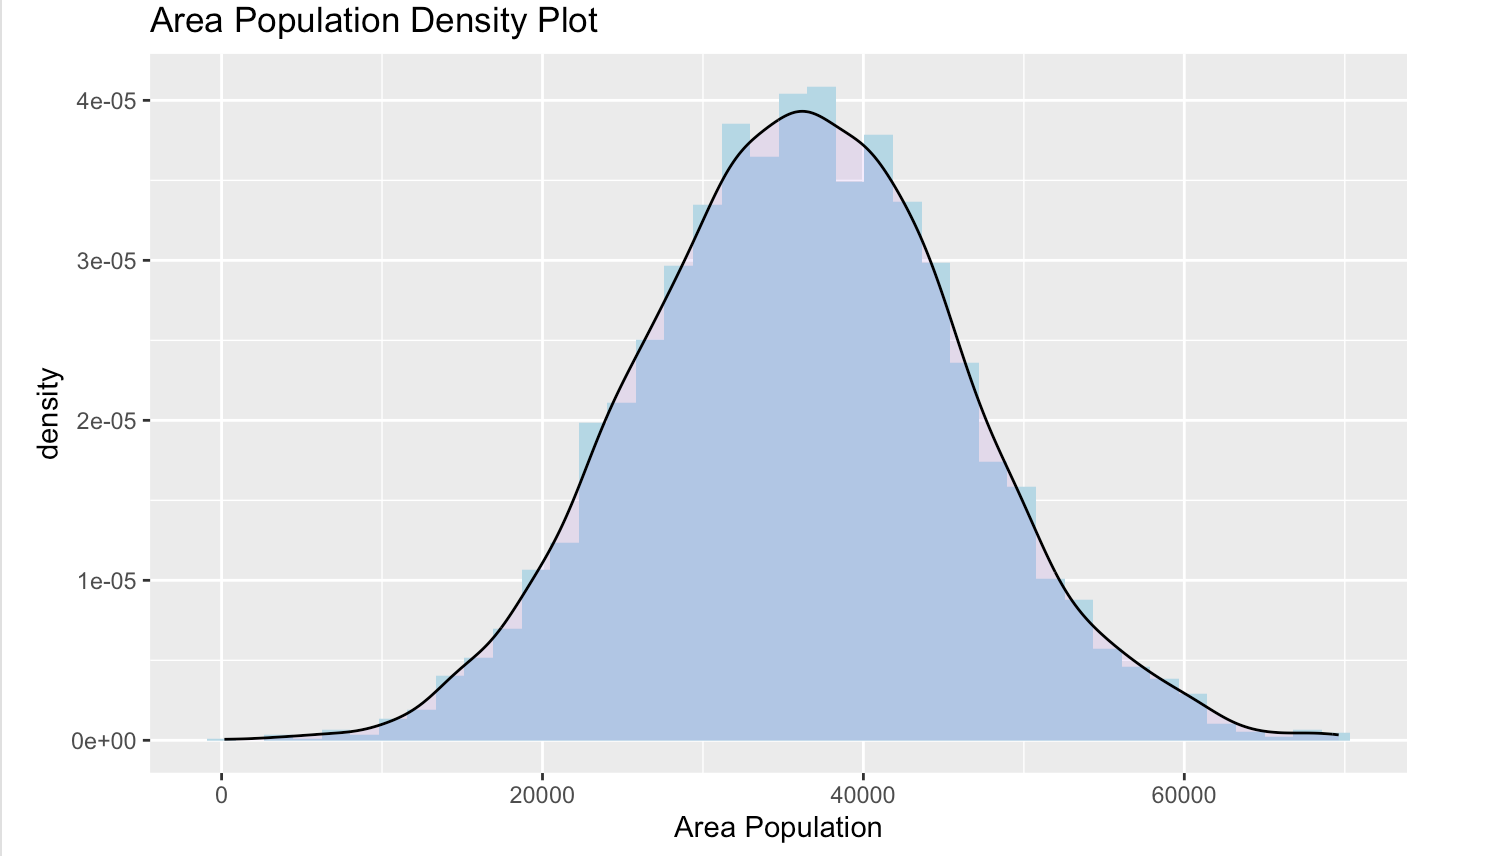 Area Population Density Plot
4e-05
3e-05
2e-05
1e-05
0e+00
density
0 20000 40000 60000
Area Population